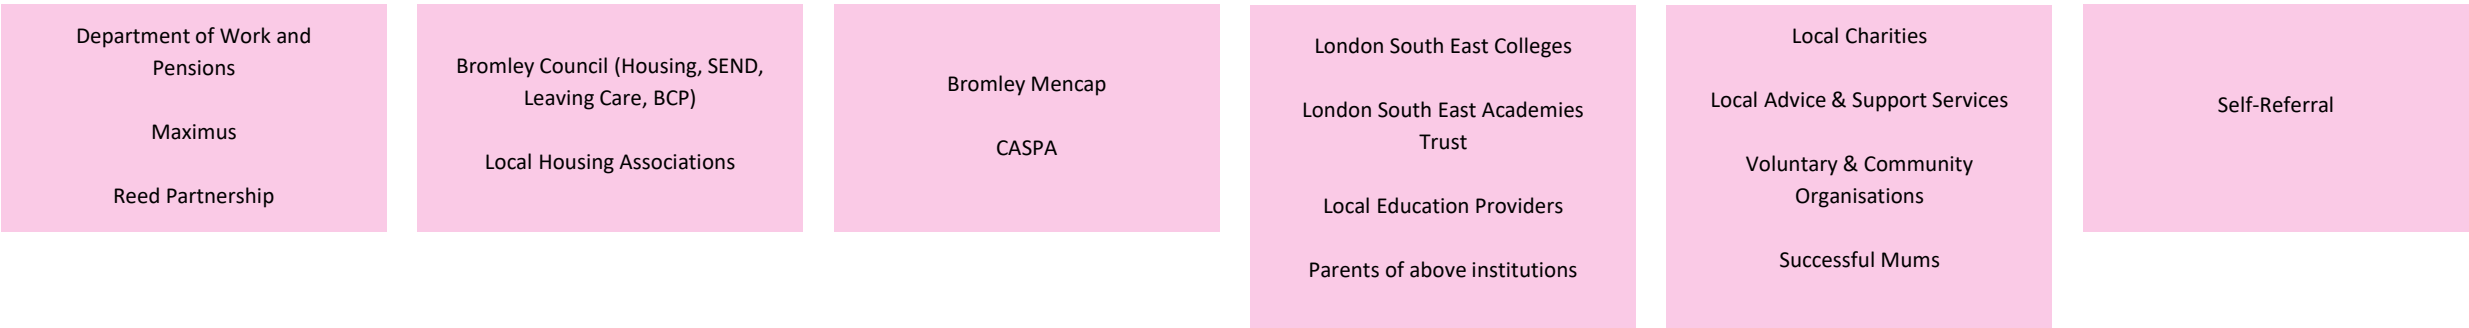 Department of Work and
Pensions
Maximus
Reed Partnership
Bromley Council (Housing, SEND,
Leaving Care, BCP)
Local Housing Associations
Bromley Mencap
CASPA
London South East Colleges
London South East Academies
Trust
Local Education Providers
Parents of above institutions
Local Charities
Local Advice & Support Services
Voluntary & Community
Organisations
Successful Mums
Self-Referral